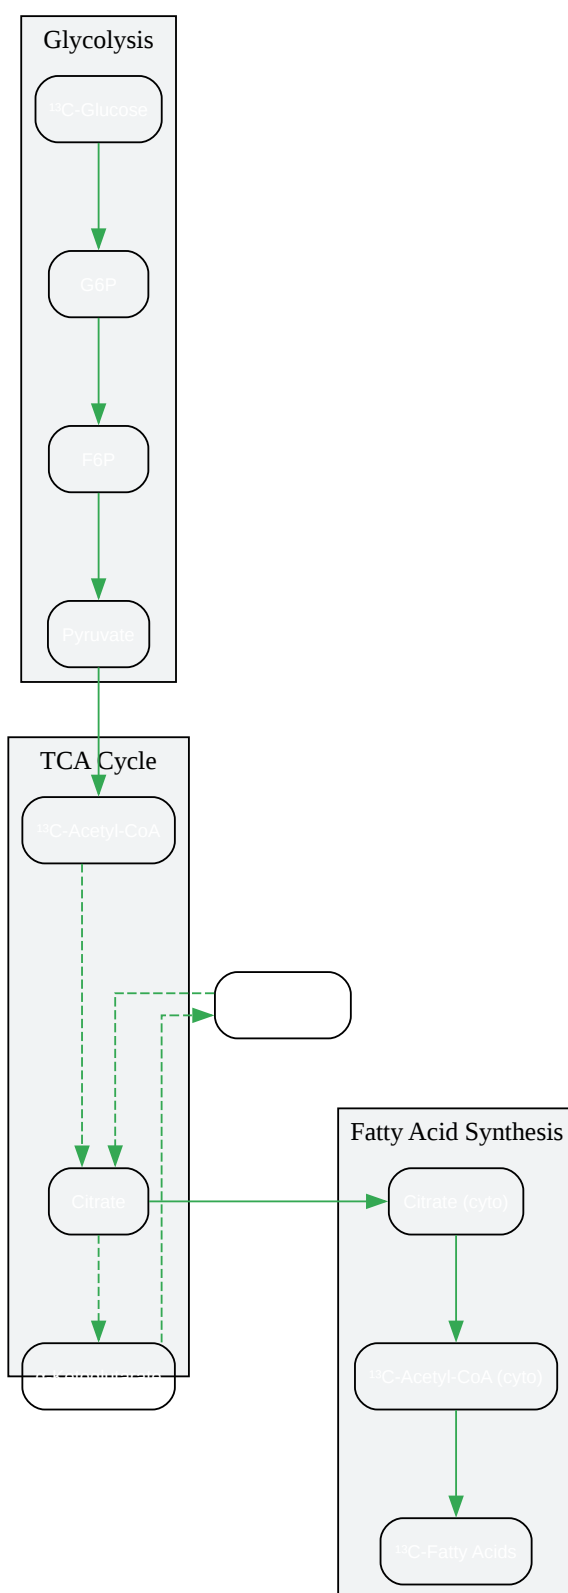 Glycolysis
¹³C-Glucose
G6P
F6P
Pyruvate
TCA Cycle
¹³C-Acetyl-CoA
Fatty Acid Synthesis
Citrate
Citrate (cyto)
¹³C-Acetyl-CoA (cyto)
¹³C-Fatty Acids